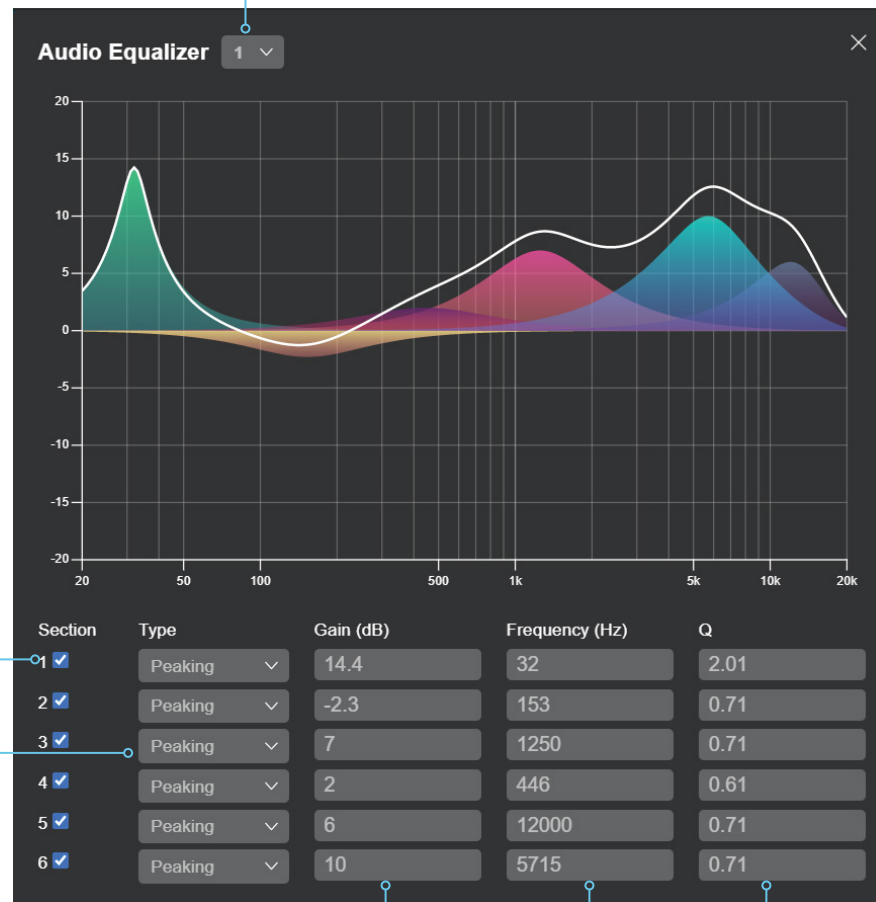 Audio Equalizer 1
20
15
10
5
0
-5
-10
-15
-20
20 50 100 500 1k 5k 10k 20k
Section Type Gain (dB) Frequency (Hz) Q
1 Peaking 14.4 32 2.01
2 Peaking -2.3 153 0.71
3 Peaking 7 1250 0.71
4 Peaking 2 446 0.61
5 Peaking 6 12000 0.71
6 Peaking 10 5715 0.71